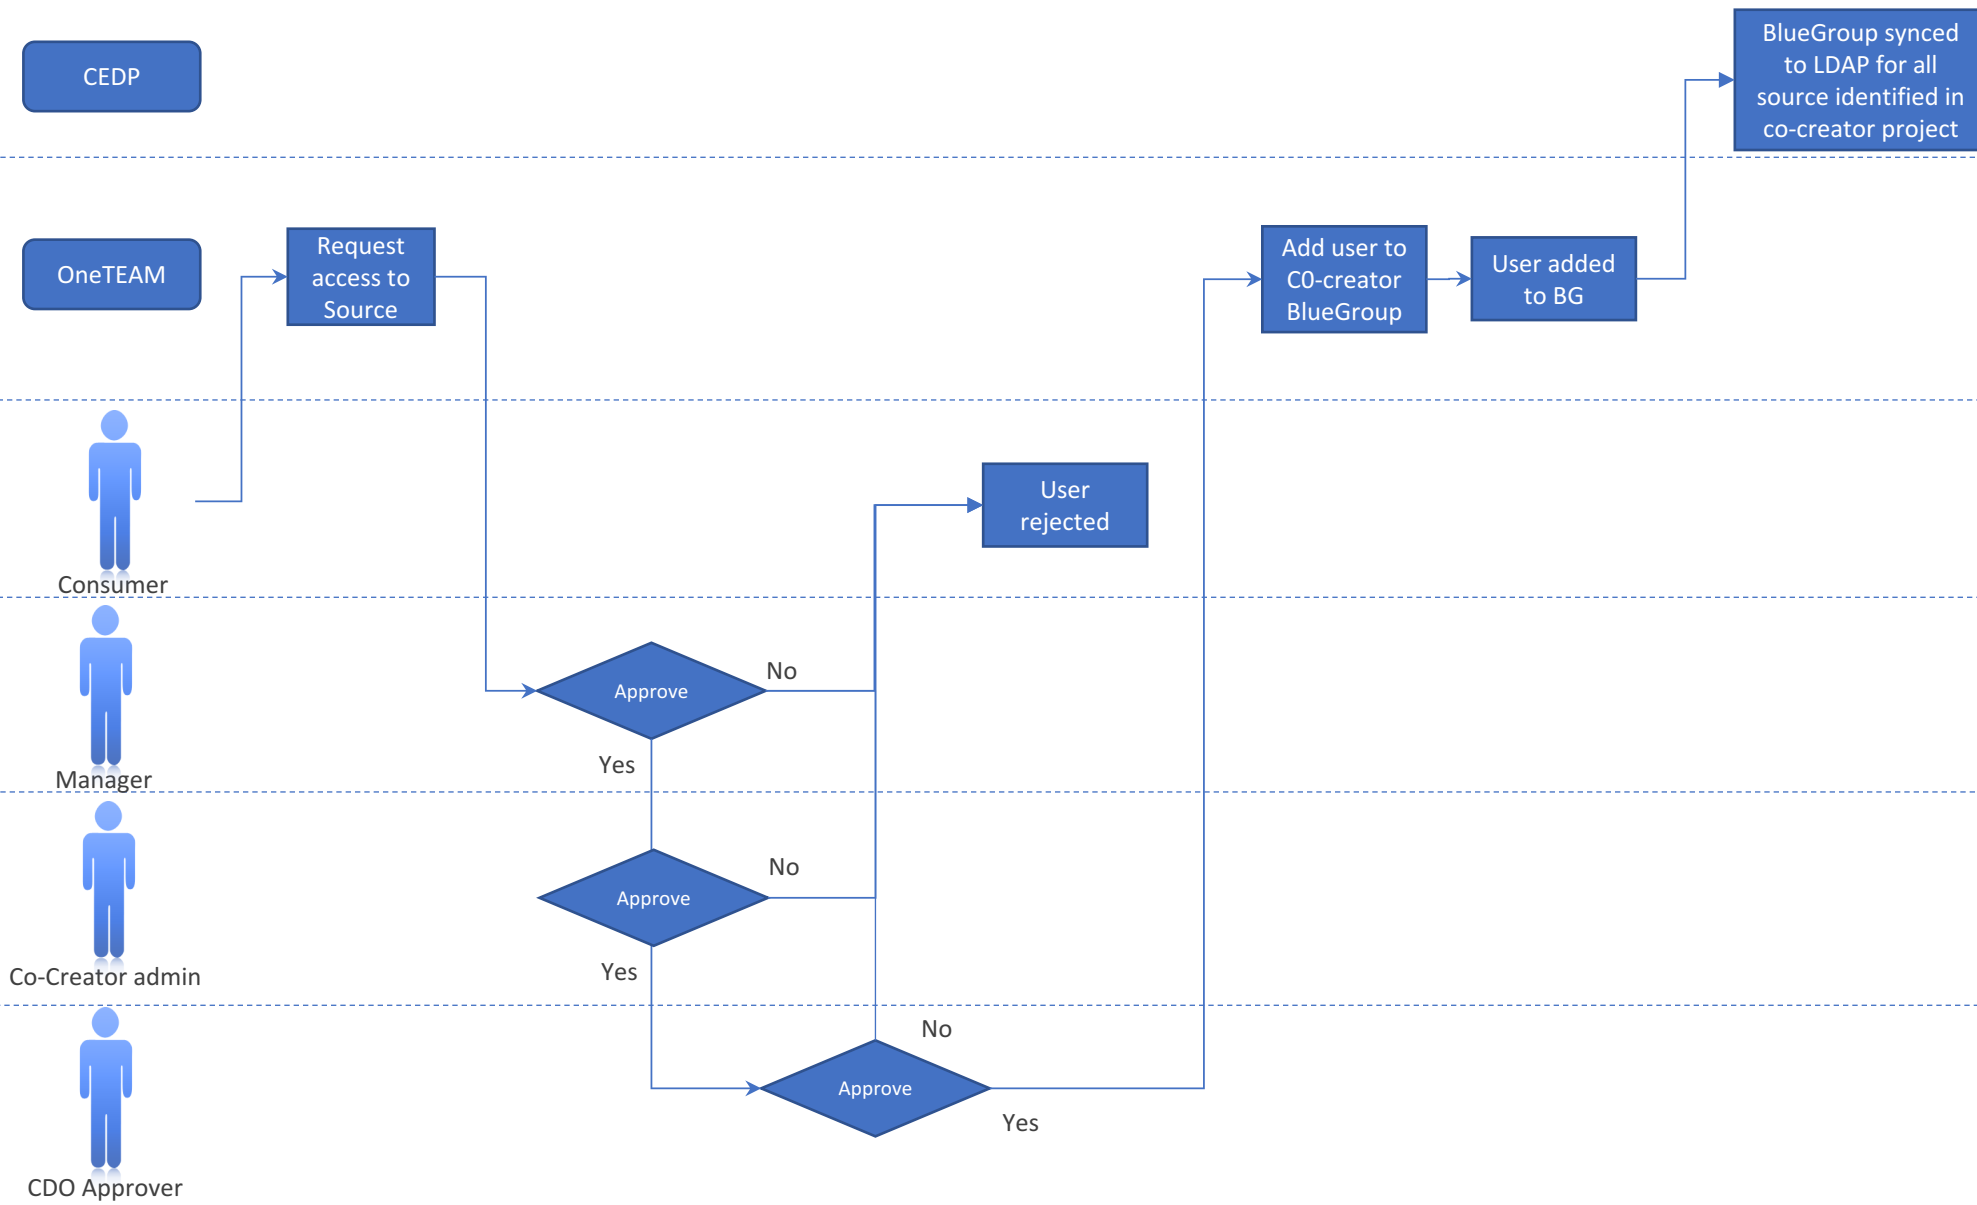 CEDP
BlueGroup synced
to LDAP for all
source identified in
co-creator project
OneTEAM
Request
access to
Source
Add user to
C0-creator
BlueGroup
User added
to BG
Consumer
User
rejected
Manager
Approve
No
Yes
Co-Creator admin
Approve
No
Yes
CDO Approver
Approve
No
Yes